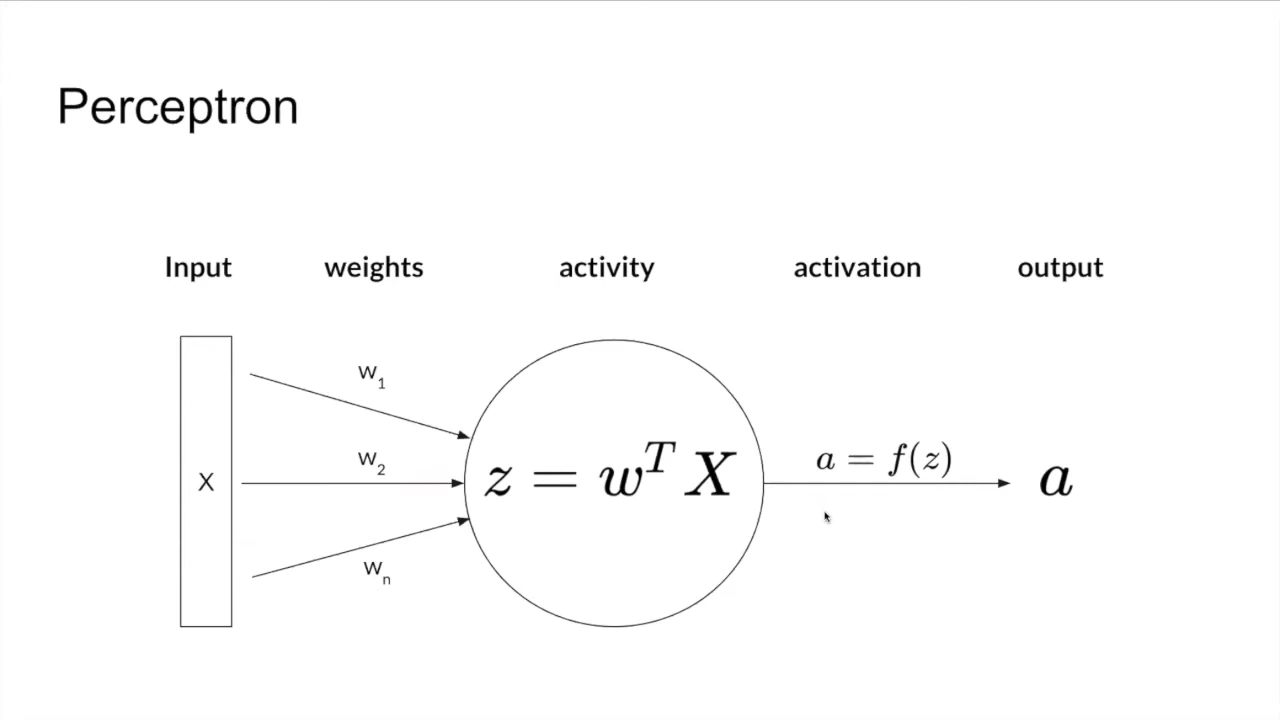 Perceptron
Input weights activity activation output
w1
w2
wn
X
z = w^T X
a = f(z)
a